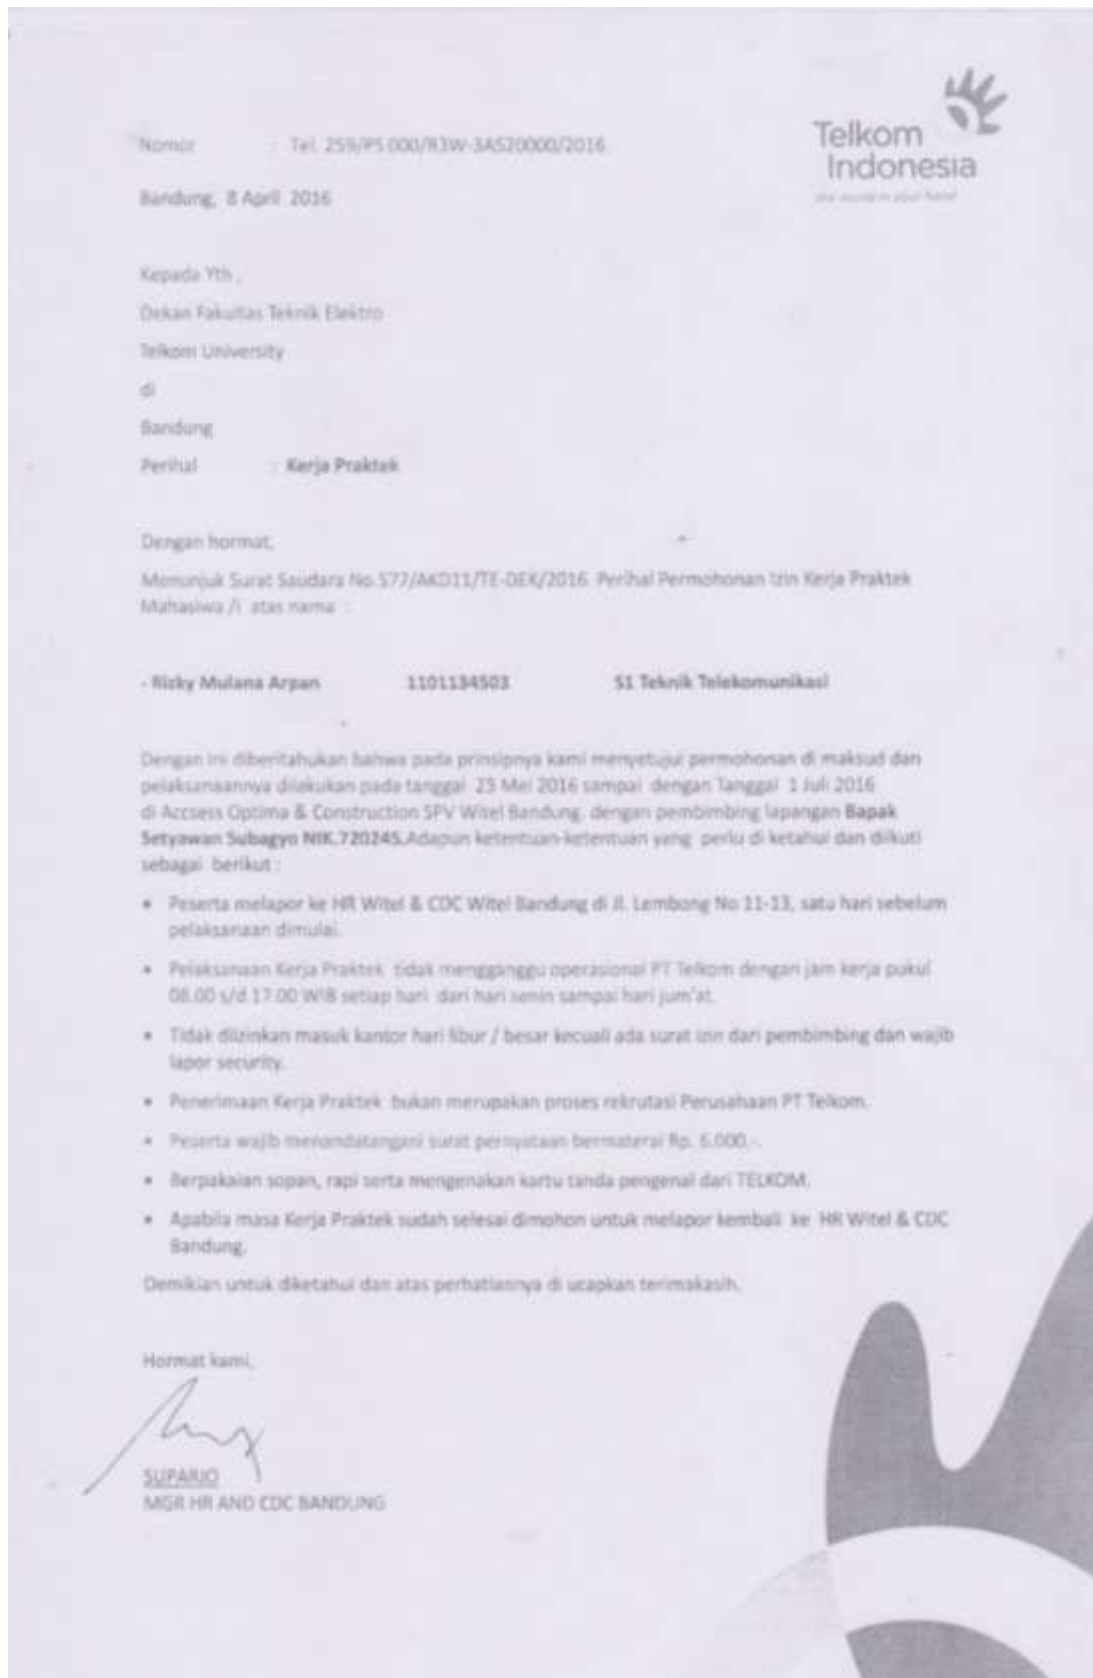 Telkom
Indonesia
the world in your hand
Nomor : Tel. 259/PS 000/R3W-3AS20000/2016
Bandung, 8 April 2016
Kepada Yth ,
Dekan Fakultas Teknik Elektro
Telkom University
di
Bandung
Perihal : Kerja Praktek
Dengan hormat,
Menunjuk Surat Saudara No.577/AKD11/TE-DEK/2016. Perihal Permohonan Izin Kerja Praktek
Mahasiwa /i atas nama :
- Rizky Mulana Arpan 1101134503 S1 Teknik Telekomunikasi
Dengan ini diberitahukan bahwa pada prinsipnya kami menyetujui permohonan di maksud dan
pelaksanaannya dilakukan pada tanggal 25 Mei 2016 sampai dengan Tanggal 1 Juli 2016
di Accsess Optima & Construction SPV Witel Bandung. dengan pembimbing lapangan Bapak
Setyawan Subagyo NIK.720245.Adapun ketentuan-ketentuan yang perlu di ketahui dan diikuti
sebagai berikut :
• Peserta melapor ke HR Witel & CDC Witel Bandung di Jl. Lembong No 11-13, satu hari sebelum
pelaksanaan dimulai.
• Pelaksanaan Kerja Praktek tidak mengganggu operasional PT Telkom dengan jam kerja pukul
08.00 s/d 17.00 WIB setiap hari dari hari senin sampai hari jum'at.
• Tidak diizinkan masuk kantor hari libur / besar kecuali ada surat izin dari pembimbing dan wajib
lapor security.
• Penerimaan Kerja Praktek bukan merupakan proses rekrutasi Perusahaan PT Telkom.
• Peserta wajib menandatangani surat pernyataan bermaterai Rp. 6.000,-.
• Berpakaian sopan, rapi serta mengenakan kartu tanda pengenal dari TELKOM.
• Apabila masa Kerja Praktek sudah selesai dimohon untuk melapor kembali ke HR Witel & CDC
Bandung.
Demikian untuk diketahui dan atas perhatiannya di ucapkan terimakasih.
Hormat kami,
SUPARJO
MGR HR AND CDC BANDUNG